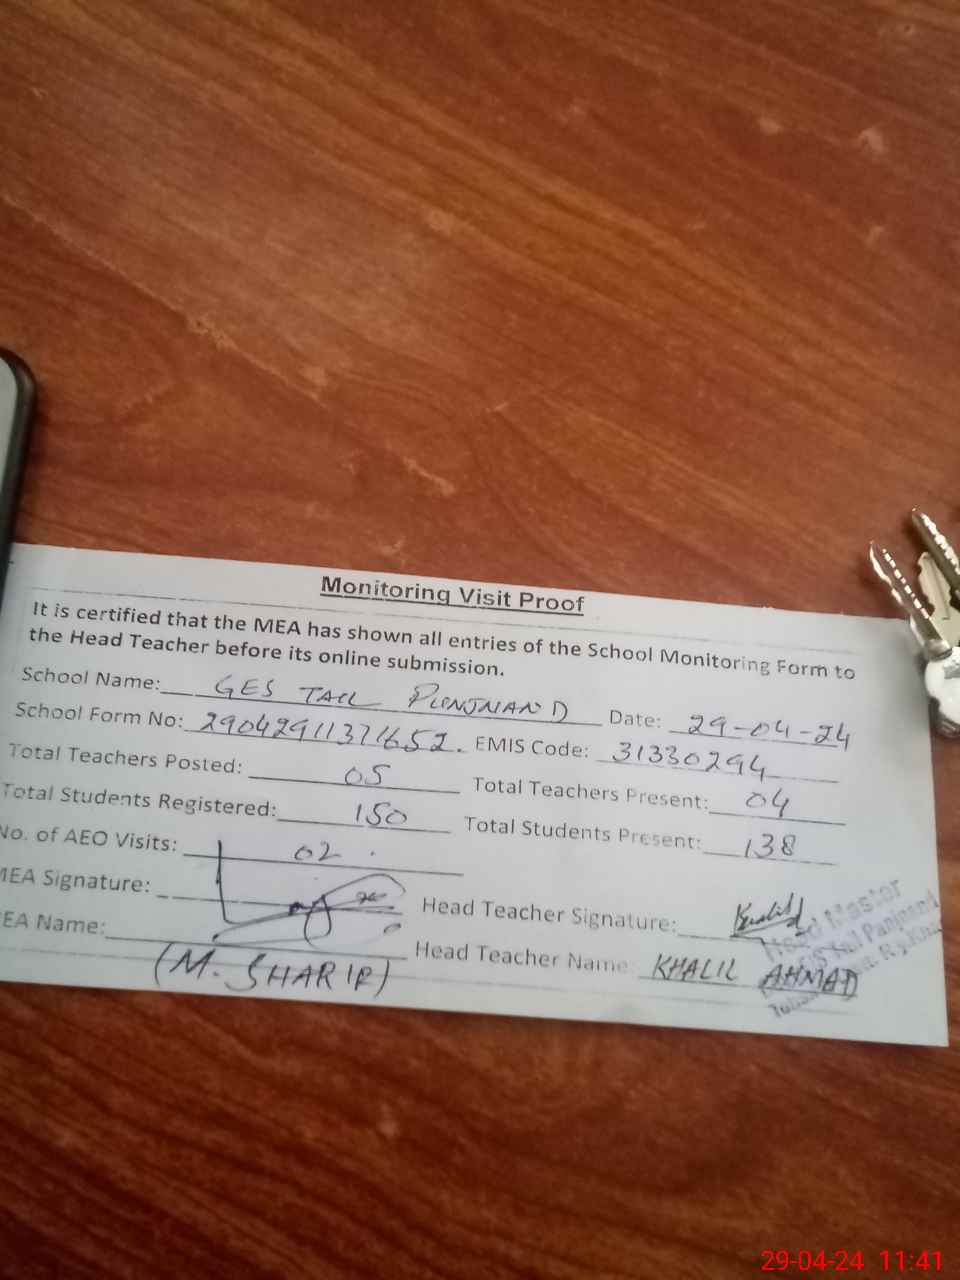 Monitoring Visit Proof
It is certified that the MEA has shown all entries of the School Monitoring Form to
the Head Teacher before its online submission.
School Name: GES TAIL PUNJNAND Date: 29-04-24
School Form No: 29042911371652. EMIS Code: 31330294
Total Teachers Posted: 05 Total Teachers Present: 04
Total Students Registered: 150 Total Students Present: 138
No. of AEO Visits: 02
MEA Signature: Head Teacher Signature: Khalid
EA Name: (M. SHARIF) Head Teacher Name: KHALIL AHMAD
Head Master
29-04-24 11:41